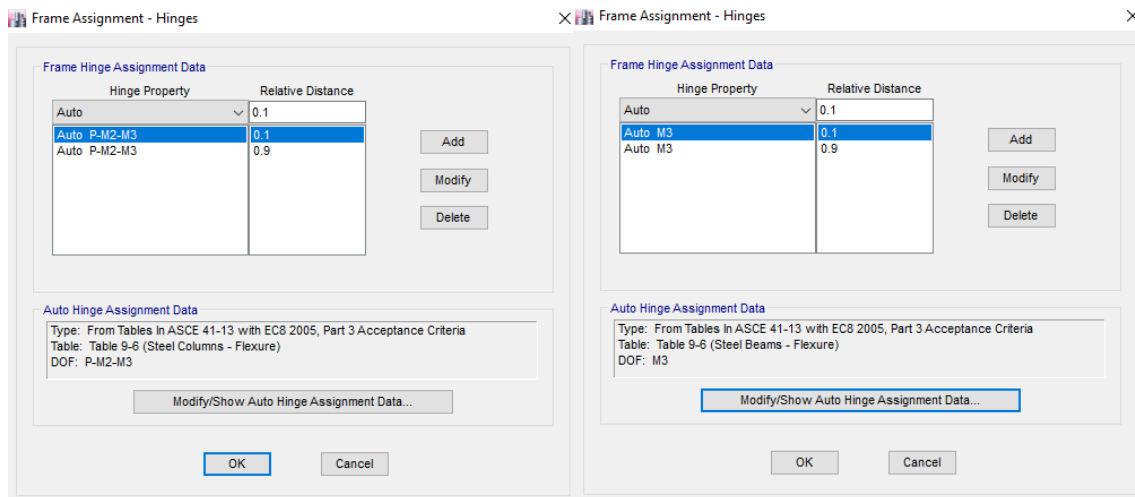 Frame Assignment - Hinges
Frame Hinge Assignment Data
Hinge Property Relative Distance
Auto 0.1
Auto P-M2-M3 0.1
Auto P-M2-M3 0.9
Add
Modify
Delete
Auto Hinge Assignment Data
Type: From Tables In ASCE 41-13 with EC8 2005, Part 3 Acceptance Criteria
Table: Table 9-6 (Steel Columns - Flexure)
DOF: P-M2-M3
Modify/Show Auto Hinge Assignment Data...
OK Cancel
Frame Assignment - Hinges
Frame Hinge Assignment Data
Hinge Property Relative Distance
Auto 0.1
Auto M3 0.1
Auto M3 0.9
Add
Modify
Delete
Auto Hinge Assignment Data
Type: From Tables In ASCE 41-13 with EC8 2005, Part 3 Acceptance Criteria
Table: Table 9-6 (Steel Beams - Flexure)
DOF: M3
Modify/Show Auto Hinge Assignment Data...
OK Cancel